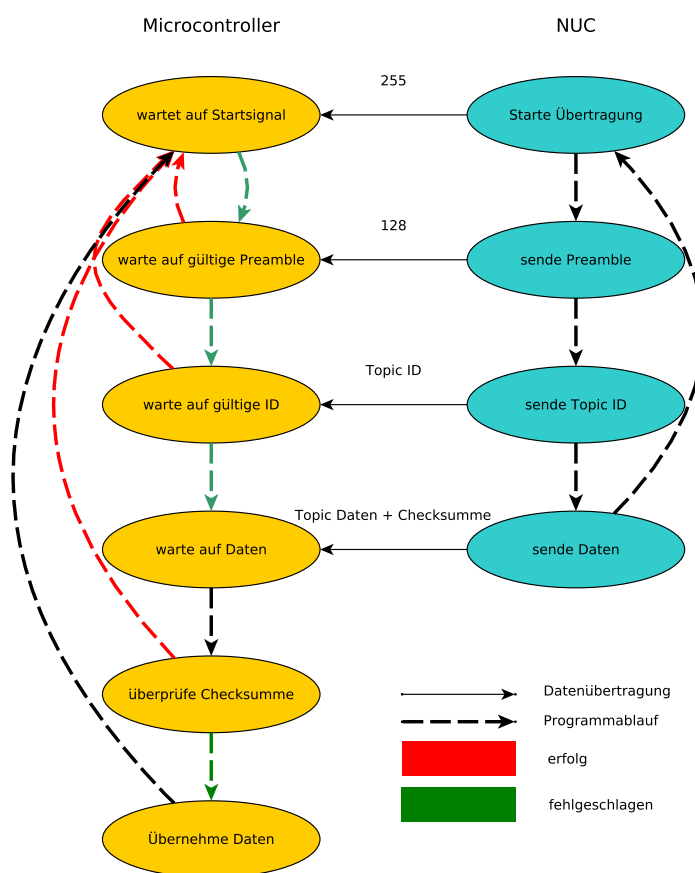 Microcontroller
NUC
255
wartet auf Startsignal
Starte Übertragung
128
warte auf gültige Preamble
sende Preamble
Topic ID
warte auf gültige ID
sende Topic ID
Topic Daten + Checksumme
warte auf Daten
sende Daten
überprüfe Checksumme
Datenübertragung
Programmablauf
erfolg
fehlgeschlagen
Übernehme Daten